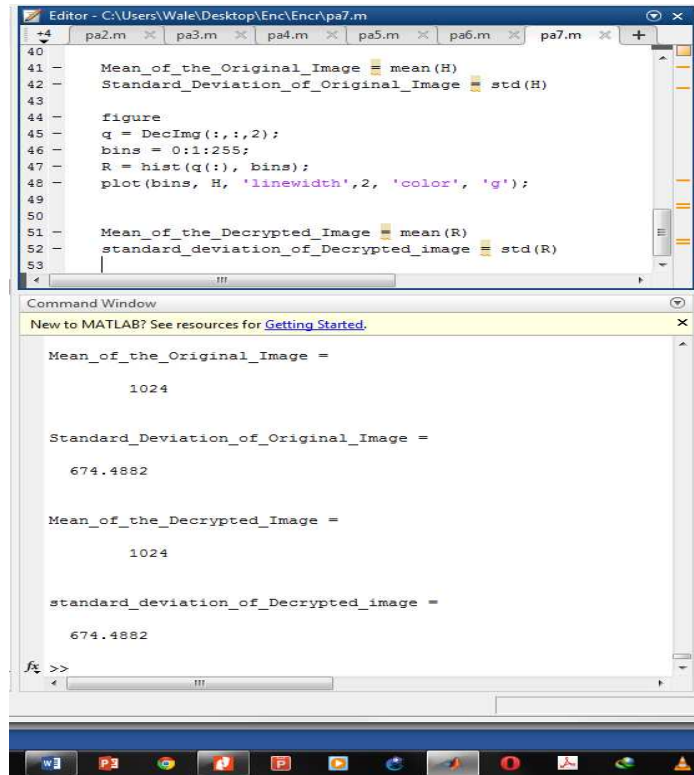 Editor - C:\Users\Wale\Desktop\Enc\Encr\pa7.m
+4 pa2.m pa3.m pa4.m pa5.m pa6.m pa7.m +
40
41 - Mean_of_the_Original_Image = mean(H)
42 - Standard_Deviation_of_Original_Image = std(H)
43
44 - figure
45 - q = DecImg(:,:,2);
46 - bins = 0:1:255;
47 - R = hist(q(:), bins);
48 - plot(bins, H, 'linewidth',2, 'color', 'g');
49
50
51 - Mean_of_the_Decrypted_Image = mean(R)
52 - standard_deviation_of_Decrypted_image = std(R)
53
Command Window
New to MATLAB? See resources for Getting Started.
Mean_of_the_Original_Image =
1024
Standard_Deviation_of_Original_Image =
674.4882
Mean_of_the_Decrypted_Image =
1024
standard_deviation_of_Decrypted_image =
674.4882
fx >>